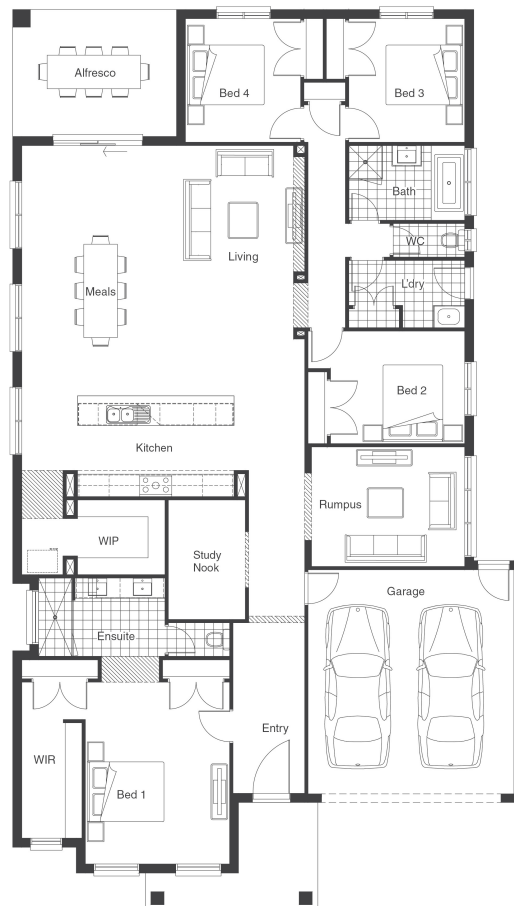 Alfresco
Bed 4
Bed 3
Bath
WC
Living
L'dry
Meals
Bed 2
Kitchen
Rumpus
WIP
Study
Nook
Garage
Ensuite
Entry
WIR
Bed 1